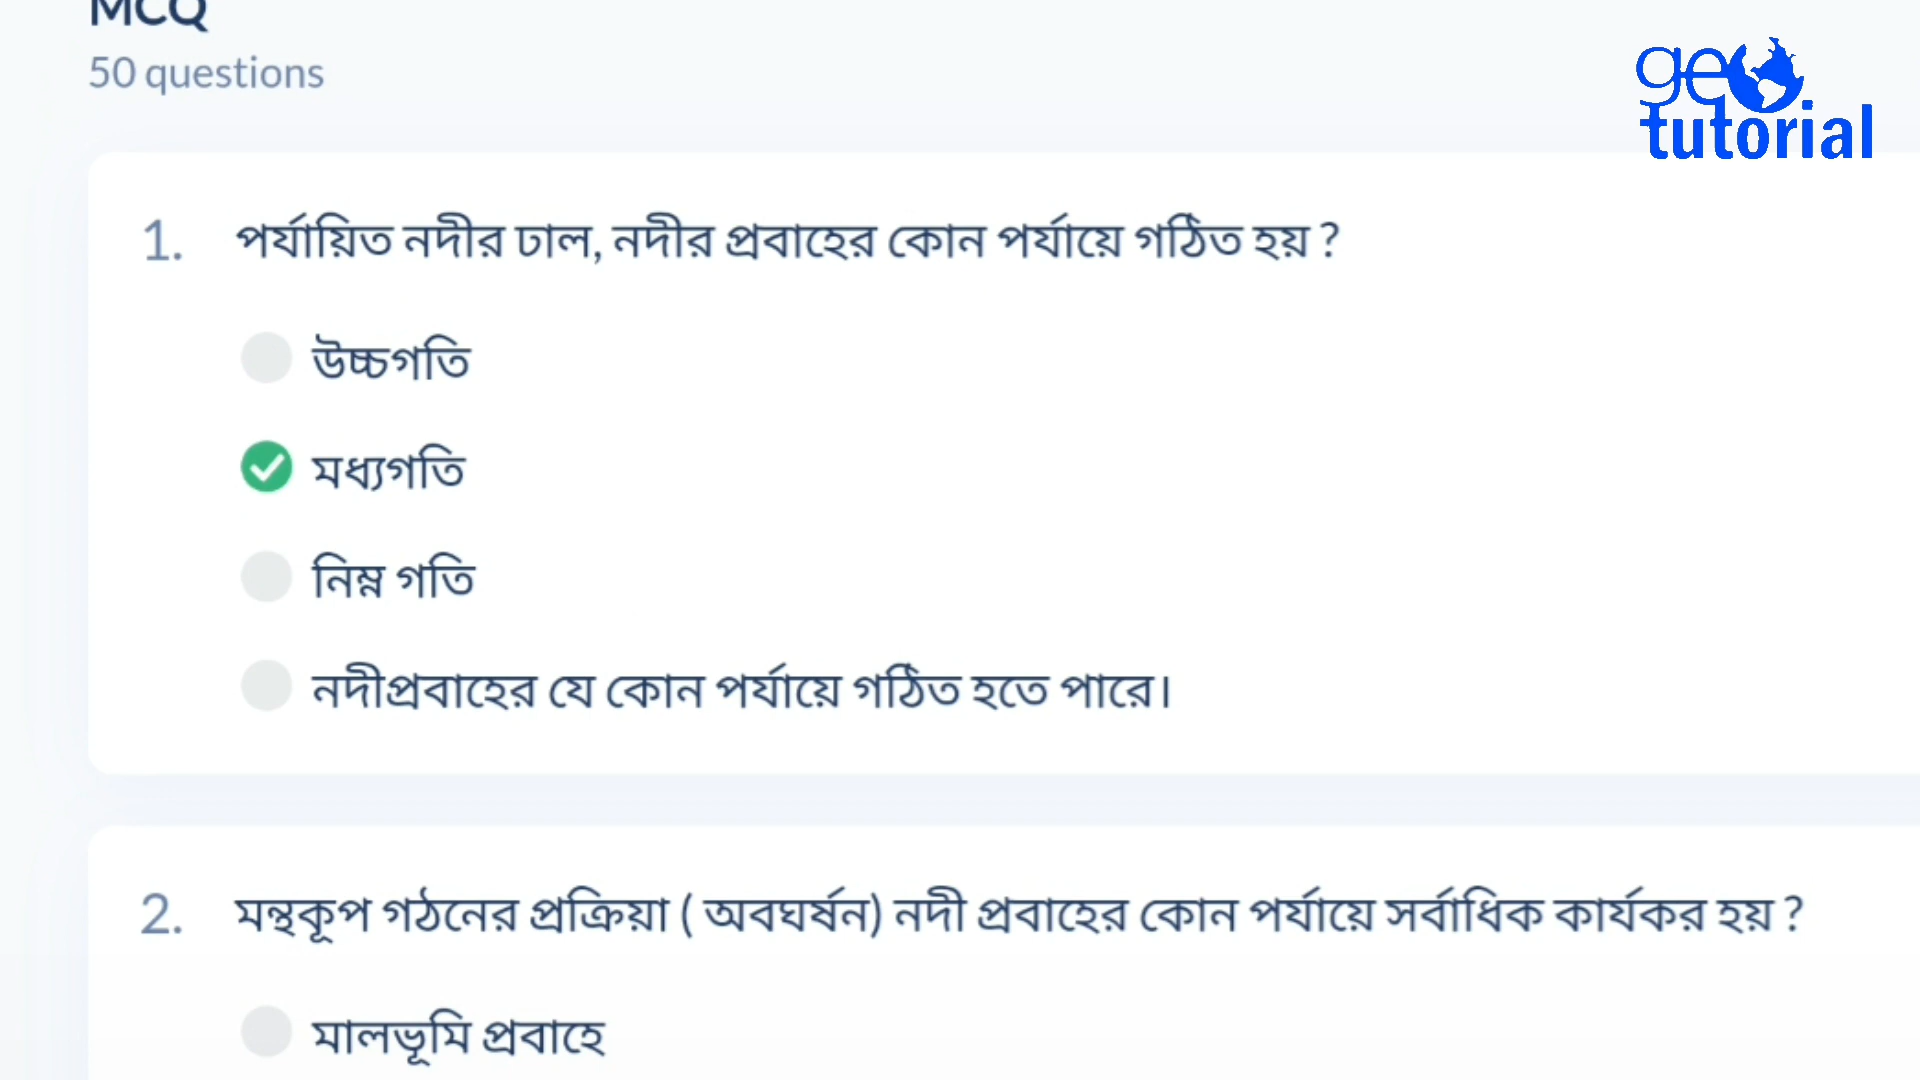 MCQ
50 questions
geo
tutorial
1. পর্যায়িত নদীর ঢাল, নদীর প্রবাহের কোন পর্যায়ে গঠিত হয় ?
উচ্চগতি
মধ্যগতি
নিম্ন গতি
নদীপ্রবাহের যে কোন পর্যায়ে গঠিত হতে পারে।
2. মন্থকূপ গঠনের প্রক্রিয়া ( অবঘর্ষন) নদী প্রবাহের কোন পর্যায়ে সর্বাধিক কার্যকর হয় ?
মালভূমি প্রবাহে